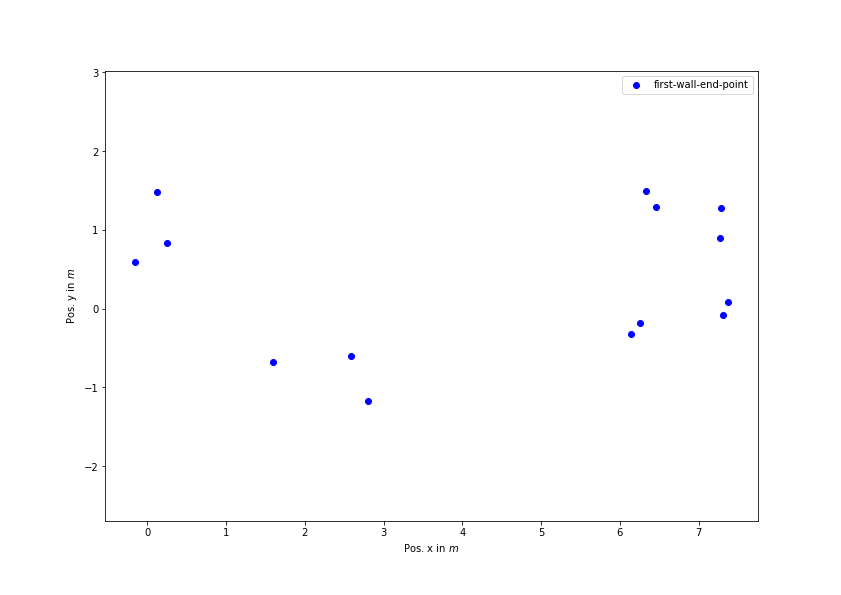 first-wall-end-point
3
2
1
0
−1
−2
Pos. y in m
0 1 2 3 4 5 6 7
Pos. x in m